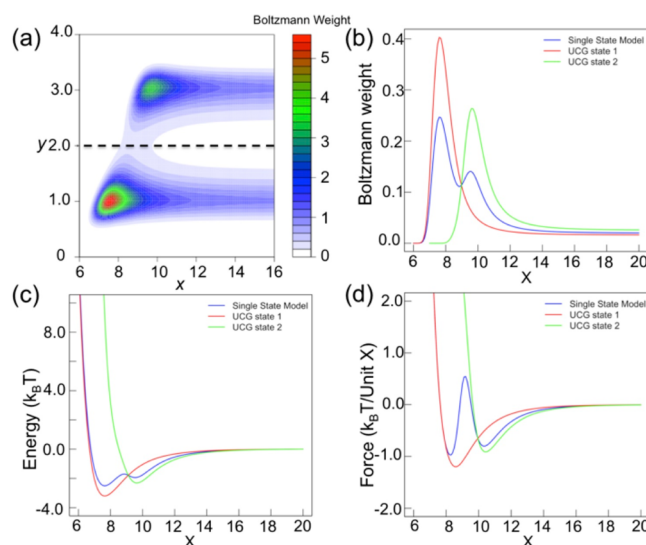 (a)
Boltzmann Weight
4.0
3.0
y2.0
1.0
0
6 8 10 12 14 16
x
5
4
3
2
1
0
(b)
Single State Model
UCG state 1
UCG state 2
Boltzmann weight
0.4
0.3
0.2
0.1
0.0
6 8 10 12 14 16 18 20
X
(c)
Single State Model
UCG state 1
UCG state 2
Energy (kBT)
8.0
4.0
0.0
-4.0
6 8 10 12 14 16 18 20
X
(d)
Single State Model
UCG state 1
UCG state 2
Force (kBT/Unit X)
2.0
1.0
0.0
-1.0
-2.0
6 8 10 12 14 16 18 20
X